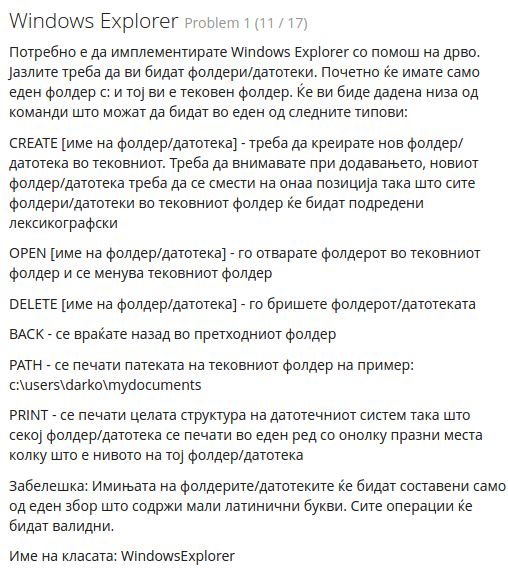 Windows Explorer Problem 1 (11 / 17)
Потребно е да имплементирате Windows Explorer со помош на дрво.
Јазлите треба да ви бидат фолдери/датотеки. Почетно ќе имате само
еден фолдер c: и тој ви е тековен фолдер. Ќе ви биде дадена низа од
команди што можат да бидат во еден од следните типови:
CREATE [име на фолдер/датотека] - треба да креирате нов фолдер/
датотека во тековниот. Треба да внимавате при додавањето, новиот
фолдер/датотека треба да се смести на онаа позиција така што сите
фолдери/датотеки во тековниот фолдер ќе бидат подредени
лексикографски
OPEN [име на фолдер/датотека] - го отварате фолдерот во тековниот
фолдер и се менува тековниот фолдер
DELETE [име на фолдер/датотека] - го бришете фолдерот/датотеката
BACK - се враќате назад во претходниот фолдер
PATH - се печати патеката на тековниот фолдер на пример:
c:\users\darko\mydocuments
PRINT - се печати целата структура на датотечниот систем така што
секој фолдер/датотека се печати во еден ред со онолку празни места
колку што е нивото на тој фолдер/датотека
Забелешка: Имињата на фолдерите/датотеките ќе бидат составени само
од еден збор што содржи мали латинични букви. Сите операции ќе
бидат валидни.
Име на класата: WindowsExplorer